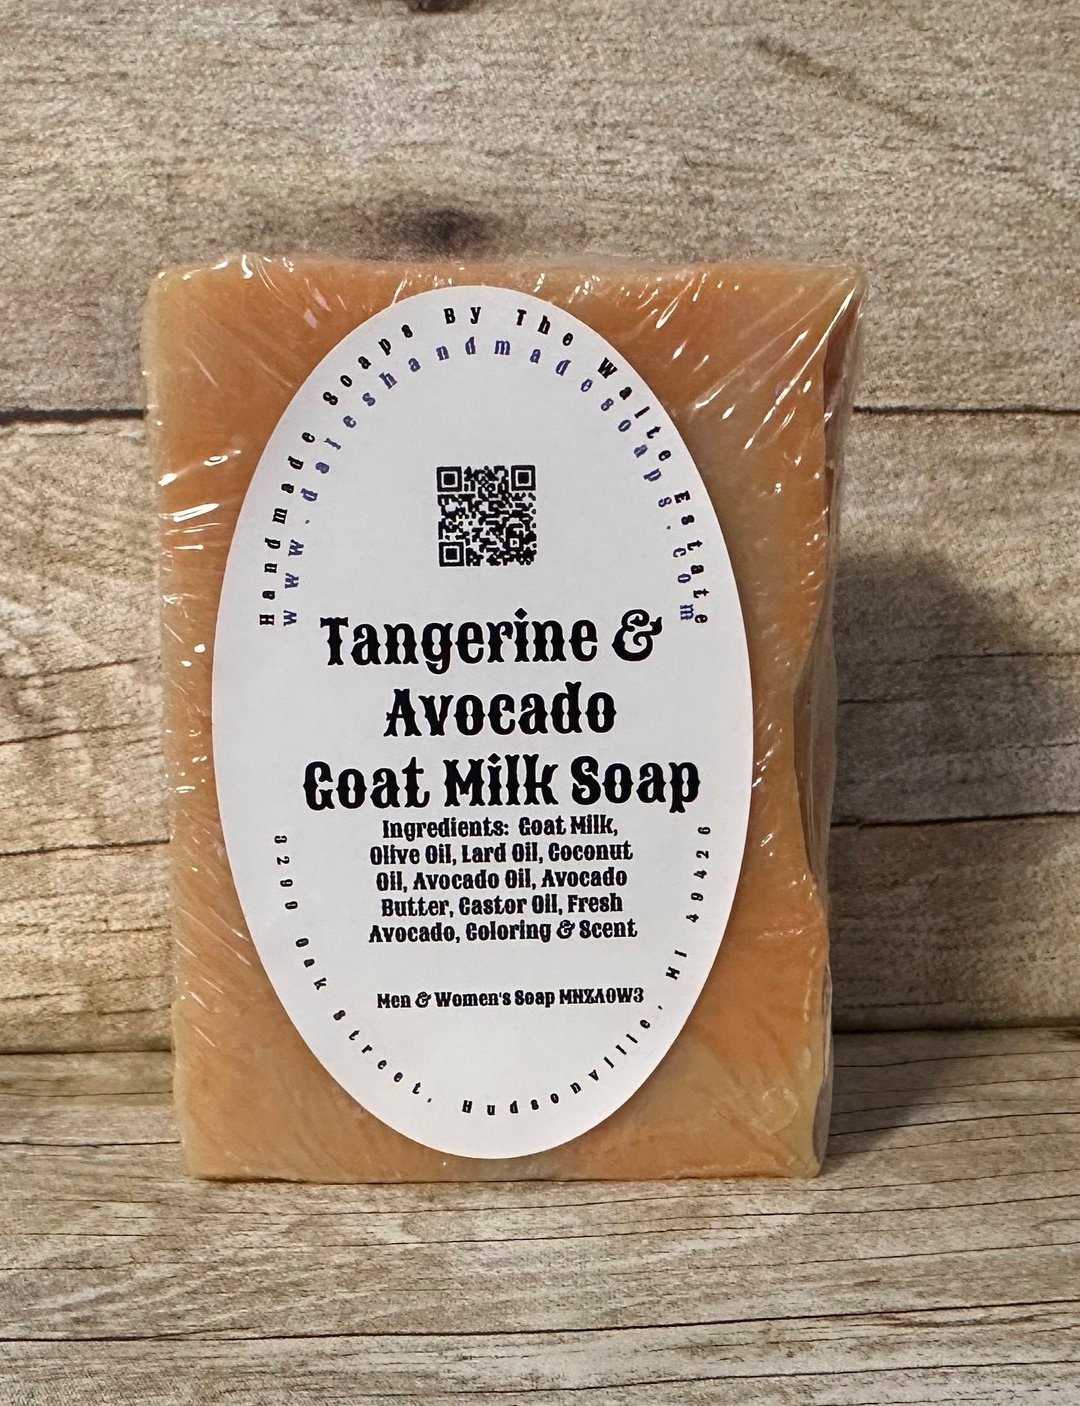 Handmade Soaps By The Waite Estate
www.daleshandmadesoaps.com
Tangerine &
Avocado
Goat Milk Soap
Ingredients: Goat Milk,
Olive Oil, Lard Oil, Coconut
Oil, Avocado Oil, Avocado
Butter, Castor Oil, Fresh
Avocado, Coloring & Scent
Men & Women's Soap MNZA0W3
3290 Oak Street, Hudsonville, MI 49426